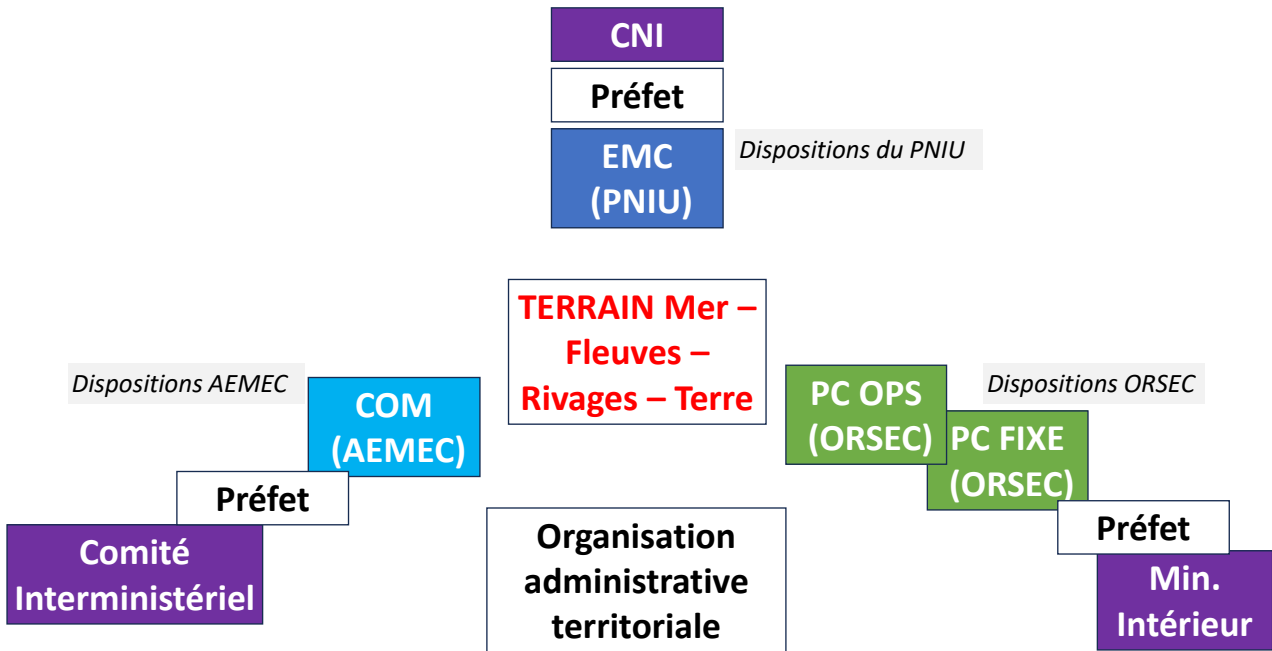 CNI
Préfet
EMC
(PNIU)
Dispositions du PNIU
TERRAIN Mer –
Fleuves –
Rivages – Terre
Dispositions AEMEC
COM
(AEMEC)
Préfet
Comité
Interministériel
Dispositions ORSEC
PC OPS
(ORSEC)
PC FIXE
(ORSEC)
Préfet
Min.
Intérieur
Organisation
administrative
territoriale